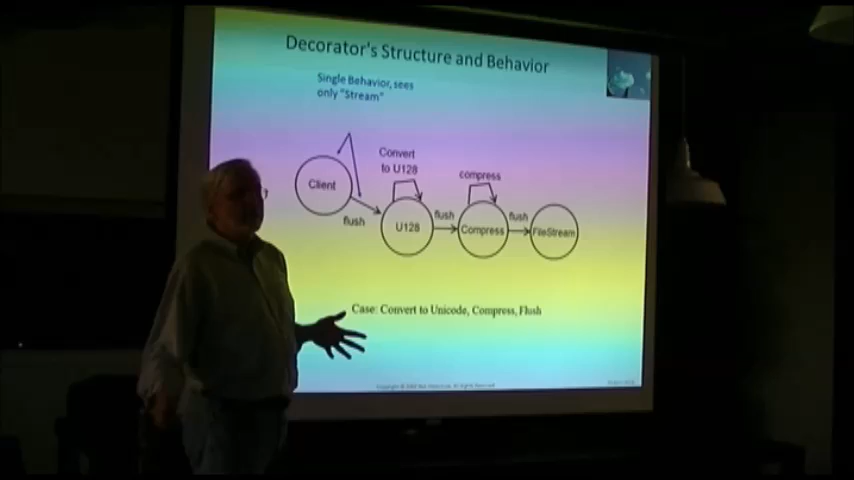 Decorator's Structure and Behavior
Single Behavior, sees
only "Stream"
Convert
to U128
compress
Client
flush
U128
flush
Compress
flush
FileStream
Case: Convert to Unicode, Compress, Flush